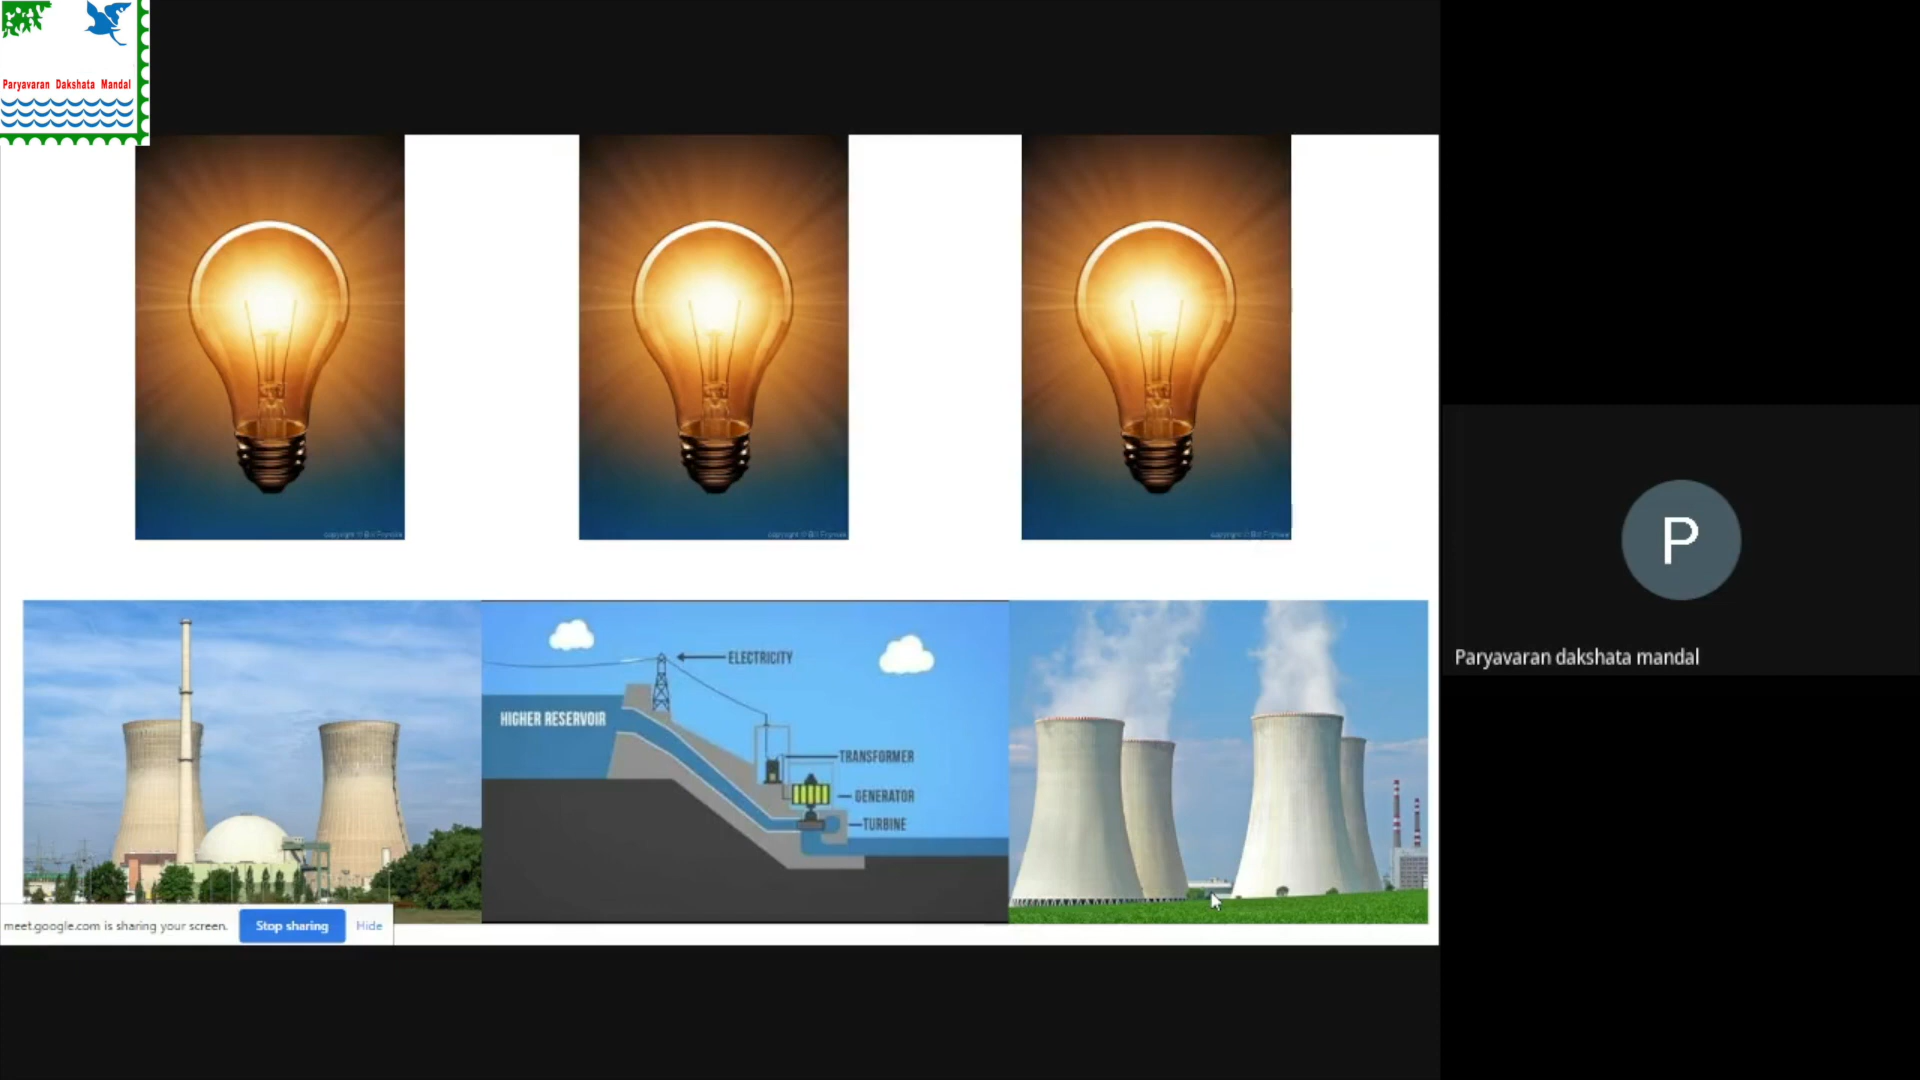 Paryavaran Dakshata Mandal
ELECTRICITY
HIGHER RESERVOIR
TRANSFORMER
GENERATOR
TURBINE
meet.google.com is sharing your screen.
Stop sharing
Hide
P
Paryavaran dakshata mandal